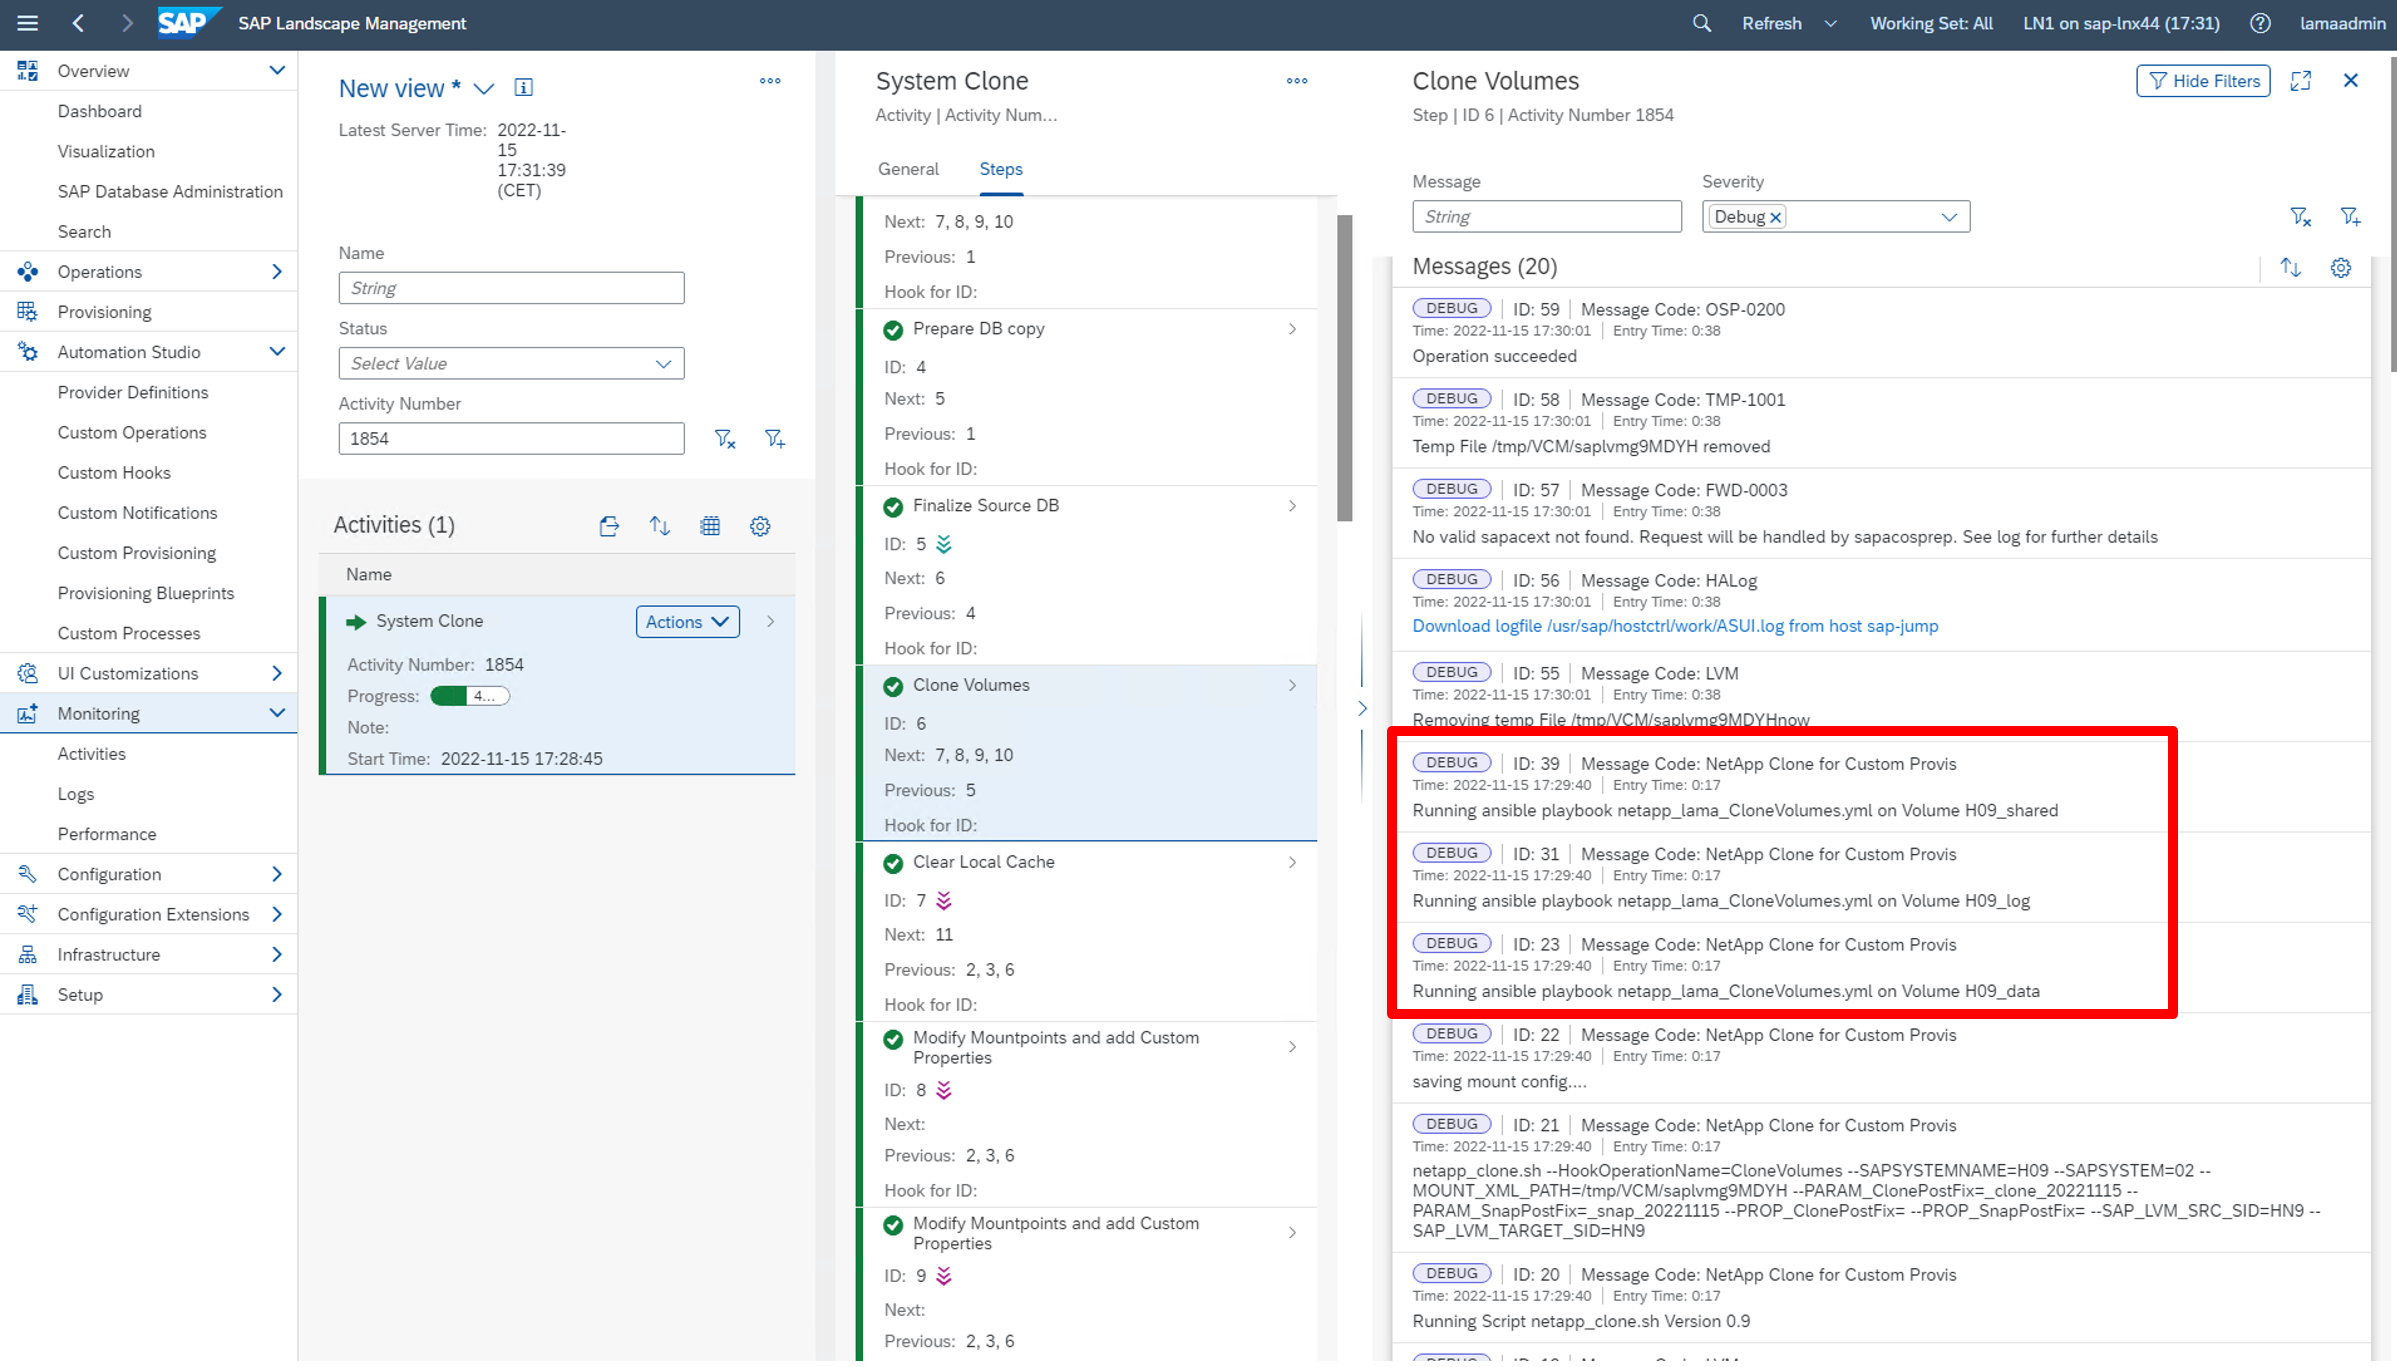 SAP
SAP Landscape Management
Refresh
Working Set: All
LN1 on sap-lnx44 (17:31)
lamaadmin
Overview
Dashboard
Visualization
SAP Database Administration
Search
Operations
Provisioning
Automation Studio
Provider Definitions
Custom Operations
Custom Hooks
Custom Notifications
Custom Provisioning
Provisioning Blueprints
Custom Processes
UI Customizations
Monitoring
Activities
Logs
Performance
Configuration
Configuration Extensions
Infrastructure
Setup
New view *
Latest Server Time: 2022-11-
15
17:31:39
(CET)
Name
String
Status
Select Value
Activity Number
1854
Activities (1)
Name
System Clone
Actions
Activity Number: 1854
Progress: 4...
Note:
Start Time: 2022-11-15 17:28:45
System Clone
Activity | Activity Num...
General
Steps
Next: 7, 8, 9, 10
Previous: 1
Hook for ID:
Prepare DB copy
ID: 4
Next: 5
Previous: 1
Hook for ID:
Finalize Source DB
ID: 5
Next: 6
Previous: 4
Hook for ID:
Clone Volumes
ID: 6
Next: 7, 8, 9, 10
Previous: 5
Hook for ID:
Clear Local Cache
ID: 7
Next: 11
Previous: 2, 3, 6
Hook for ID:
Modify Mountpoints and add Custom
Properties
ID: 8
Next:
Previous: 2, 3, 6
Hook for ID:
Modify Mountpoints and add Custom
Properties
ID: 9
Next:
Previous: 2, 3, 6
Clone Volumes
Hide Filters
Step | ID 6 | Activity Number 1854
Message
String
Severity
Debug
Messages (20)
DEBUG | ID: 59 | Message Code: OSP-0200
Time: 2022-11-15 17:30:01 | Entry Time: 0:38
Operation succeeded
DEBUG | ID: 58 | Message Code: TMP-1001
Time: 2022-11-15 17:30:01 | Entry Time: 0:38
Temp File /tmp/VCM/saplvmg9MDYH removed
DEBUG | ID: 57 | Message Code: FWD-0003
Time: 2022-11-15 17:30:01 | Entry Time: 0:38
No valid sapacext not found. Request will be handled by sapacosprep. See log for further details
DEBUG | ID: 56 | Message Code: HALog
Time: 2022-11-15 17:30:01 | Entry Time: 0:38
Download logfile /usr/sap/hostctrl/work/ASUI.log from host sap-jump
DEBUG | ID: 55 | Message Code: LVM
Time: 2022-11-15 17:30:01 | Entry Time: 0:38
Removing temp File /tmp/VCM/saplvmg9MDYHnow
DEBUG | ID: 39 | Message Code: NetApp Clone for Custom Provis
Time: 2022-11-15 17:29:40 | Entry Time: 0:17
Running ansible playbook netapp_lama_CloneVolumes.yml on Volume H09_shared
DEBUG | ID: 31 | Message Code: NetApp Clone for Custom Provis
Time: 2022-11-15 17:29:40 | Entry Time: 0:17
Running ansible playbook netapp_lama_CloneVolumes.yml on Volume H09_log
DEBUG | ID: 23 | Message Code: NetApp Clone for Custom Provis
Time: 2022-11-15 17:29:40 | Entry Time: 0:17
Running ansible playbook netapp_lama_CloneVolumes.yml on Volume H09_data
DEBUG | ID: 22 | Message Code: NetApp Clone for Custom Provis
Time: 2022-11-15 17:29:40 | Entry Time: 0:17
saving mount config....
DEBUG | ID: 21 | Message Code: NetApp Clone for Custom Provis
Time: 2022-11-15 17:29:40 | Entry Time: 0:17
netapp_clone.sh --HookOperationName=CloneVolumes --SAPSYSTEMNAME=H09 --SAPSYSTEM=02 --
MOUNT_XML_PATH=/tmp/VCM/saplvmg9MDYH --PARAM_ClonePostFix=_clone_20221115 --
PARAM_SnapPostFix=_snap_20221115 --PROP_ClonePostFix= --PROP_SnapPostFix= --SAP_LVM_SRC_SID=HN9 --
SAP_LVM_TARGET_SID=HN9
DEBUG | ID: 20 | Message Code: NetApp Clone for Custom Provis
Time: 2022-11-15 17:29:40 | Entry Time: 0:17
Running Script netapp_clone.sh Version 0.9